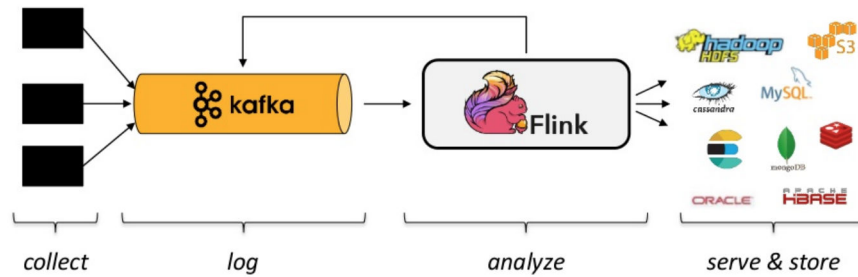 hadoop
HDFS
S3
kafka
Flink
cassandra
MySQL
mongoDB
ORACLE
APACHE
HBASE
collect
log
analyze
serve & store